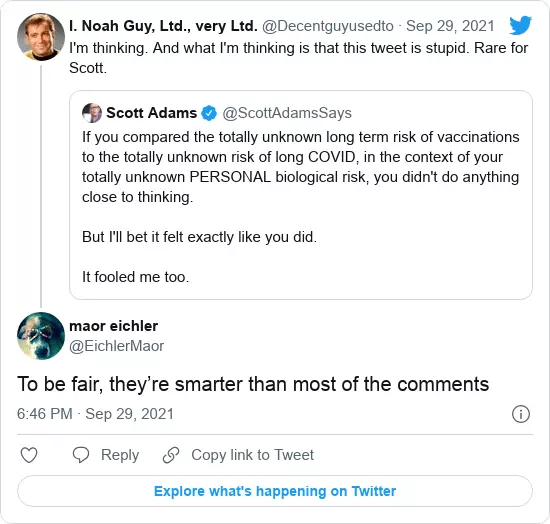 I. Noah Guy, Ltd., very Ltd. @Decentguyusedto · Sep 29, 2021
I'm thinking. And what I'm thinking is that this tweet is stupid. Rare for
Scott.
Scott Adams @ScottAdamsSays
If you compared the totally unknown long term risk of vaccinations
to the totally unknown risk of long COVID, in the context of your
totally unknown PERSONAL biological risk, you didn't do anything
close to thinking.
But I'll bet it felt exactly like you did.
It fooled me too.
maor eichler
@EichlerMaor
To be fair, they’re smarter than most of the comments
6:46 PM · Sep 29, 2021
Reply
Copy link to Tweet
Explore what's happening on Twitter